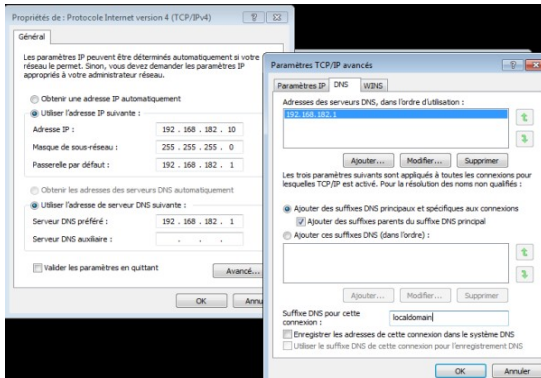 Propriétés de : Protocole Internet version 4 (TCP/IPv4)
Général
Les paramètres IP peuvent être déterminés automatiquement si votre
réseau le permet. Sinon, vous devez demander les paramètres IP
appropriés à votre administrateur réseau.
Obtenir une adresse IP automatiquement
Utiliser l'adresse IP suivante :
Adresse IP : 192 . 168 . 182 . 10
Masque de sous-réseau : 255 . 255 . 255 . 0
Passerelle par défaut : 192 . 168 . 182 . 1
Obtenir les adresses des serveurs DNS automatiquement
Utiliser l'adresse de serveur DNS suivante :
Serveur DNS préféré : 192 . 168 . 182 . 1
Serveur DNS auxiliaire : . . .
Valider les paramètres en quittant
Avancé...
OK Annu
Paramètres TCP/IP avancés
Paramètres IP DNS WINS
Adresses des serveurs DNS, dans l'ordre d'utilisation :
192.168.182.1
Ajouter... Modifier... Supprimer
Les trois paramètres suivants sont appliqués à toutes les connexions pour
lesquelles TCP/IP est activé. Pour la résolution des noms non qualifiés :
Ajouter des suffixes DNS principaux et spécifiques aux connexions
Ajouter des suffixes parents du suffixe DNS principal
Ajouter ces suffixes DNS (dans l'ordre) :
Ajouter... Modifier... Supprimer
Suffixe DNS pour cette
connexion : localdomain
Enregistrer les adresses de cette connexion dans le système DNS
Utiliser le suffixe DNS de cette connexion pour l'enregistrement DNS
OK Annuler